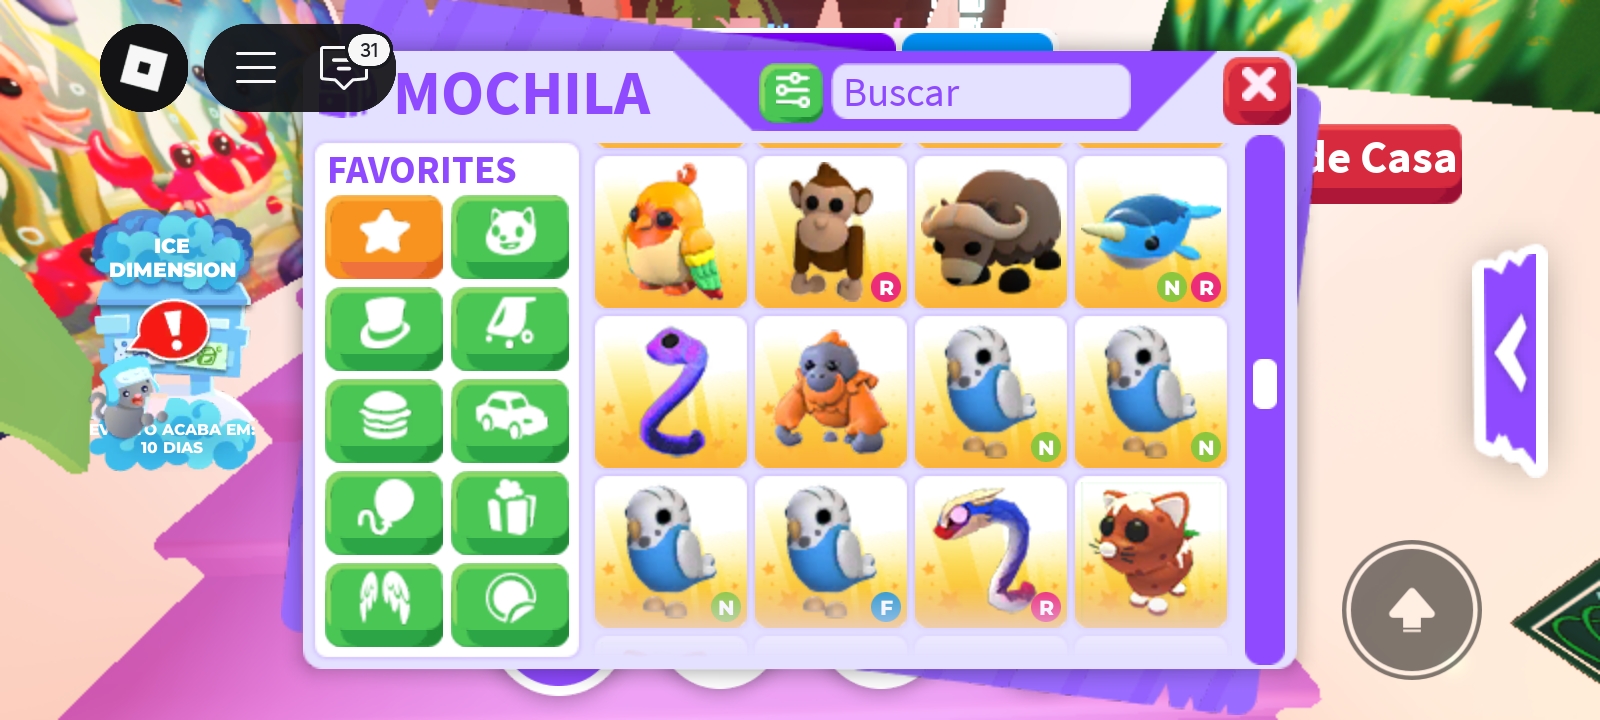 31
MOCHILA
Buscar
de Casa
FAVORITES
ICE
DIMENSION
ACABA EM:
10 DIAS
R
N R
N
N
N
F
R